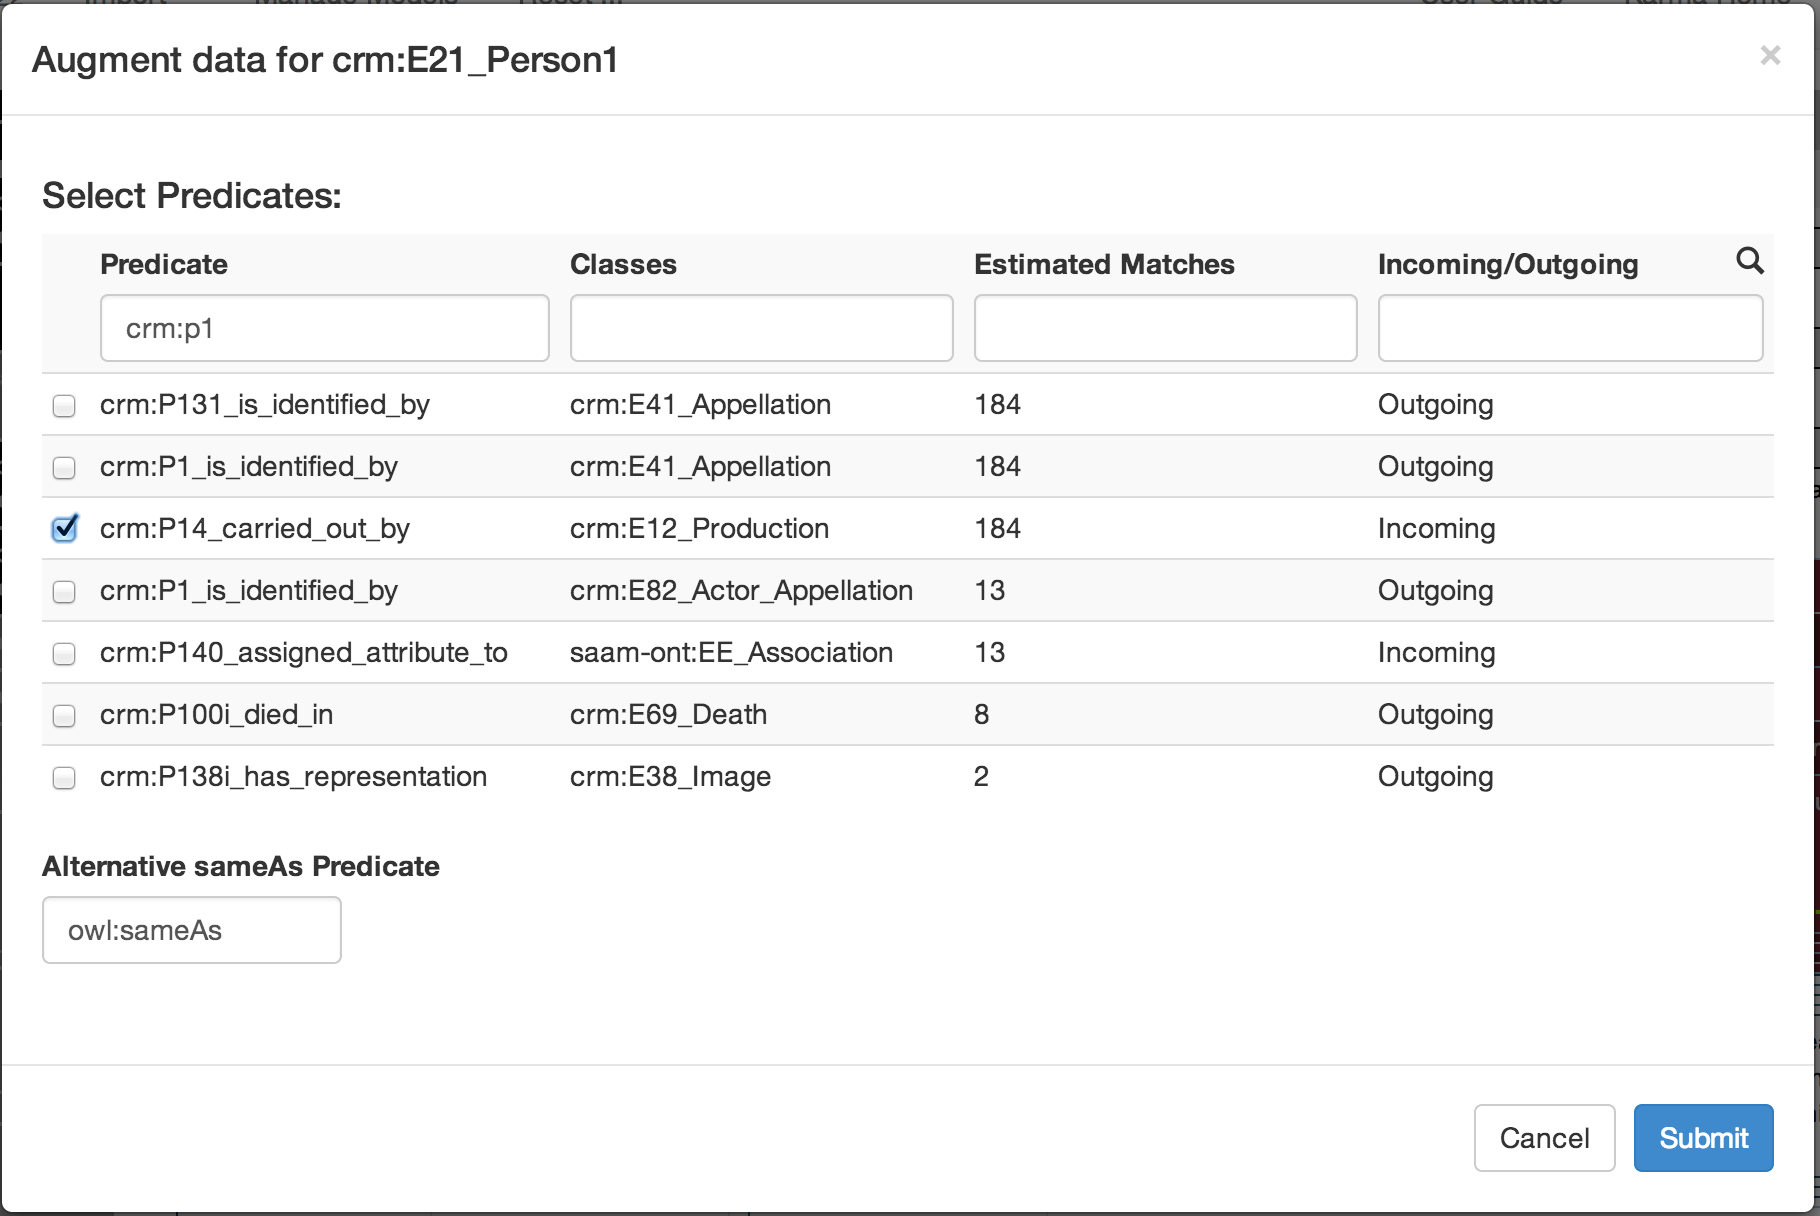 Augment data for crm:E21_Person1 ×
Select Predicates:
Predicate Classes Estimated Matches Incoming/Outgoing
crm:p1
crm:P131_is_identified_by crm:E41_Appellation 184 Outgoing
crm:P1_is_identified_by crm:E41_Appellation 184 Outgoing
crm:P14_carried_out_by crm:E12_Production 184 Incoming
crm:P1_is_identified_by crm:E82_Actor_Appellation 13 Outgoing
crm:P140_assigned_attribute_to saam-ont:EE_Association 13 Incoming
crm:P100i_died_in crm:E69_Death 8 Outgoing
crm:P138i_has_representation crm:E38_Image 2 Outgoing
Alternative sameAs Predicate
owl:sameAs
Cancel Submit